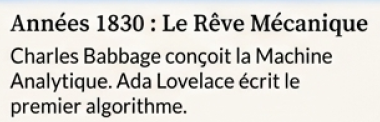 Années 1830 : Le Rêve Mécanique
Charles Babbage conçoit la Machine
Analytique. Ada Lovelace écrit le
premier algorithme.